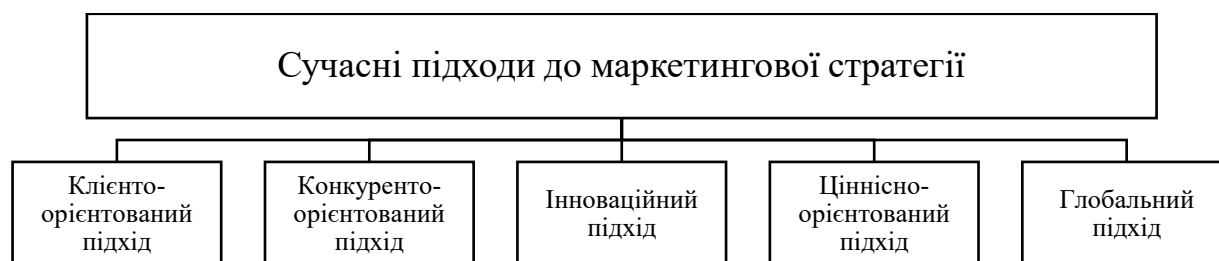 Сучасні підходи до маркетингової стратегії
Клієнто-
орієнтований
підхід
Конкуренто-
орієнтований
підхід
Інноваційний
підхід
Ціннісно-
орієнтований
підхід
Глобальний
підхід